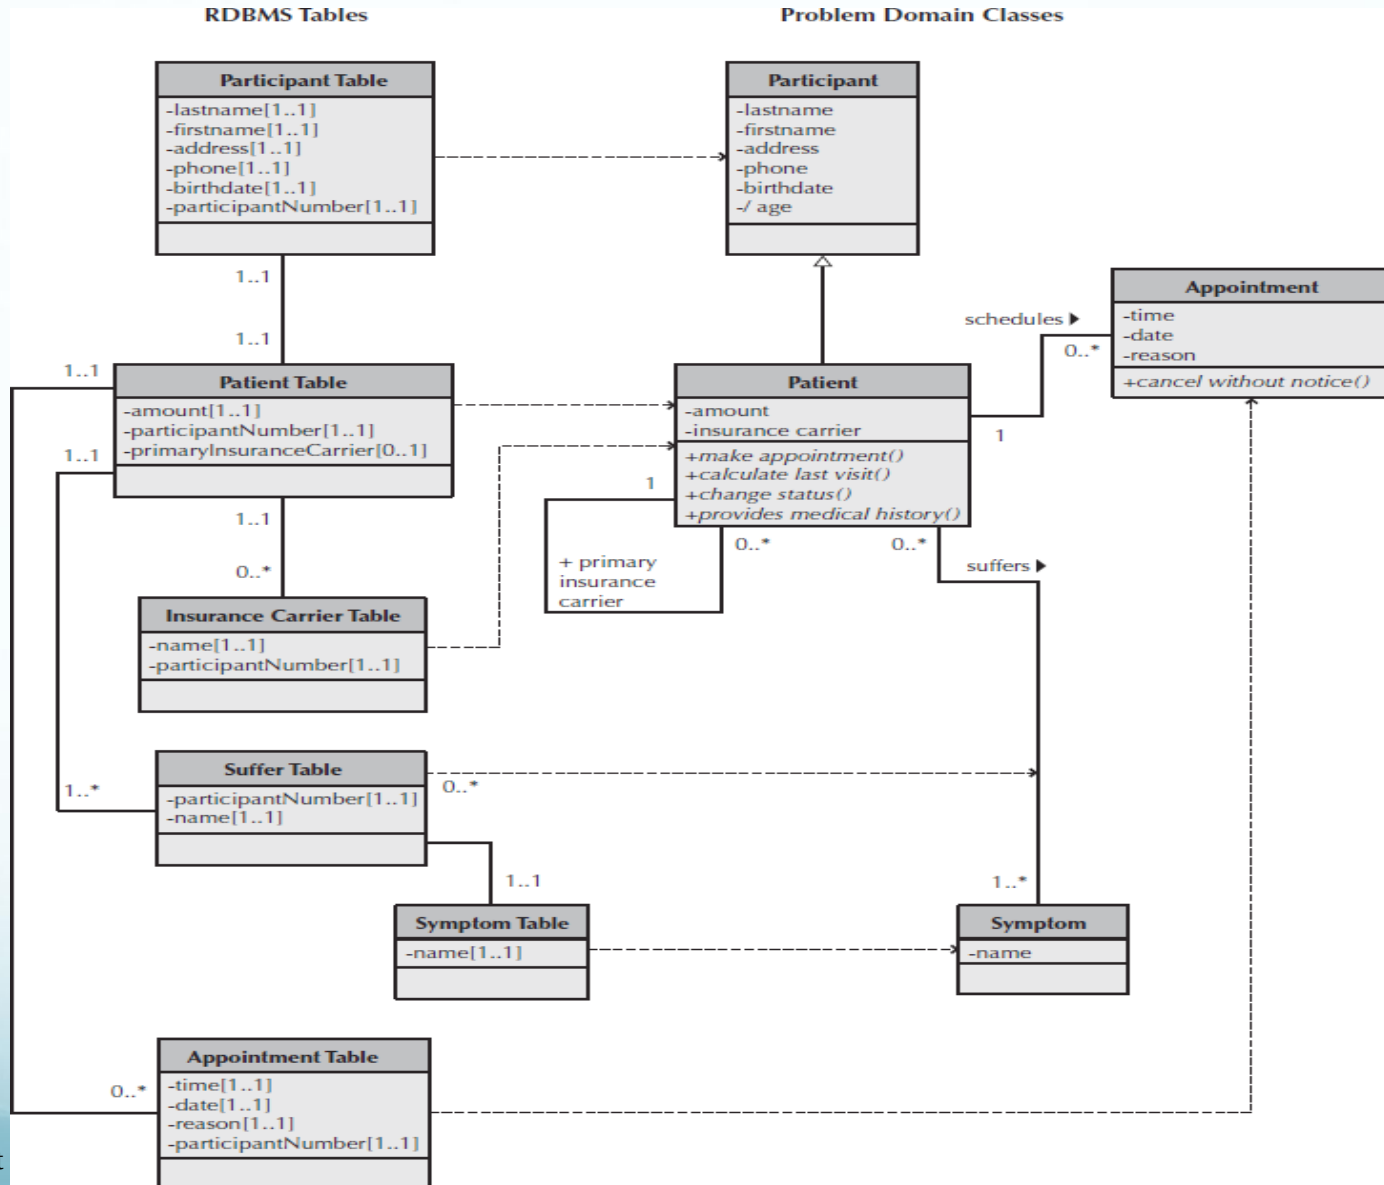 RDBMS Tables
Problem Domain Classes
Participant Table
-lastname[1..1]
-firstname[1..1]
-address[1..1]
-phone[1..1]
-birthdate[1..1]
-participantNumber[1..1]
Participant
-lastname
-firstname
-address
-phone
-birthdate
-/ age
1..1
1..1
Appointment
-time
-date
-reason
+cancel without notice()
schedules ▶
0..*
1
1..1
1..1
Patient Table
-amount[1..1]
-participantNumber[1..1]
-primaryInsuranceCarrier[0..1]
Patient
-amount
-insurance carrier
+make appointment()
+calculate last visit()
+change status()
+provides medical history()
1
0..*
+ primary
insurance
carrier
0..*
suffers ▶
1..1
0..*
Insurance Carrier Table
-name[1..1]
-participantNumber[1..1]
Suffer Table
-participantNumber[1..1]
-name[1..1]
1..*
0..*
1..1
1..*
Symptom Table
-name[1..1]
Symptom
-name
Appointment Table
-time[1..1]
-date[1..1]
-reason[1..1]
-participantNumber[1..1]
0..*